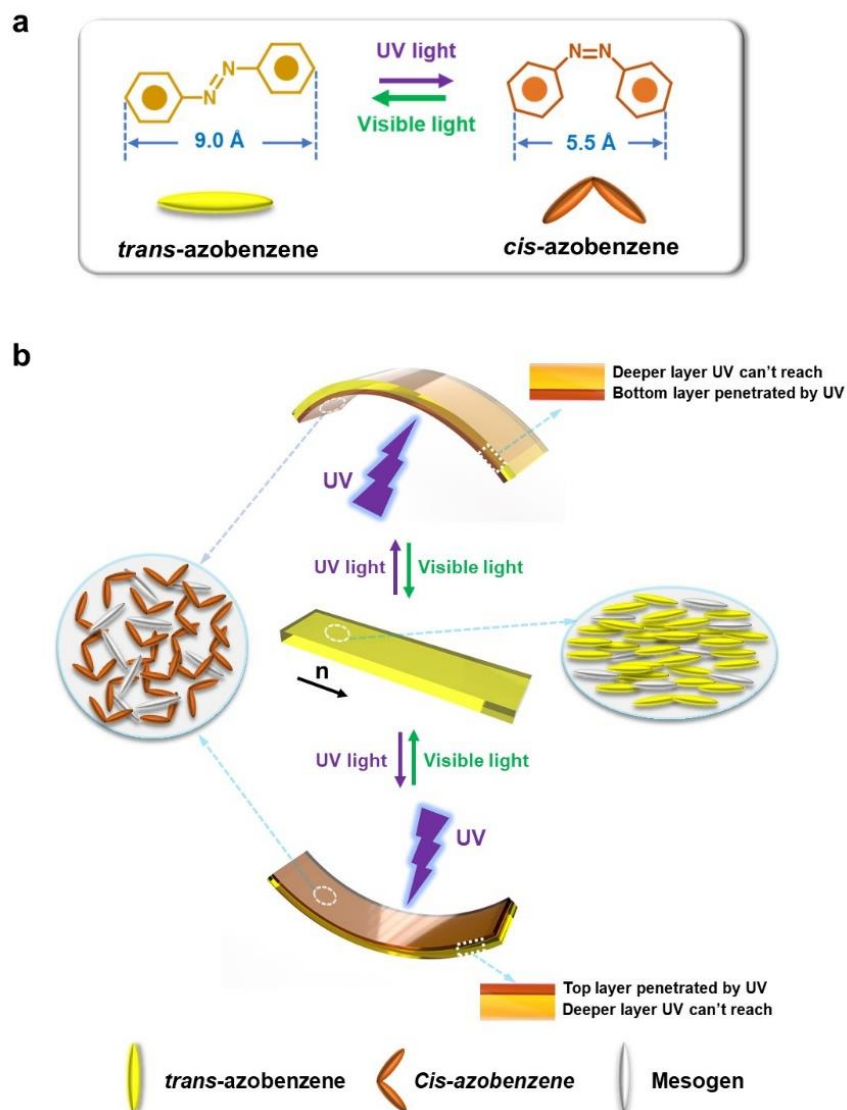 a
UV light
Visible light
N
N
N=N
9.0 Å
5.5 Å
trans-azobenzene
cis-azobenzene
b
Deeper layer UV can't reach
Bottom layer penetrated by UV
UV
UV light
Visible light
n
UV light
Visible light
UV
Top layer penetrated by UV
Deeper layer UV can't reach
trans-azobenzene
Cis-azobenzene
Mesogen